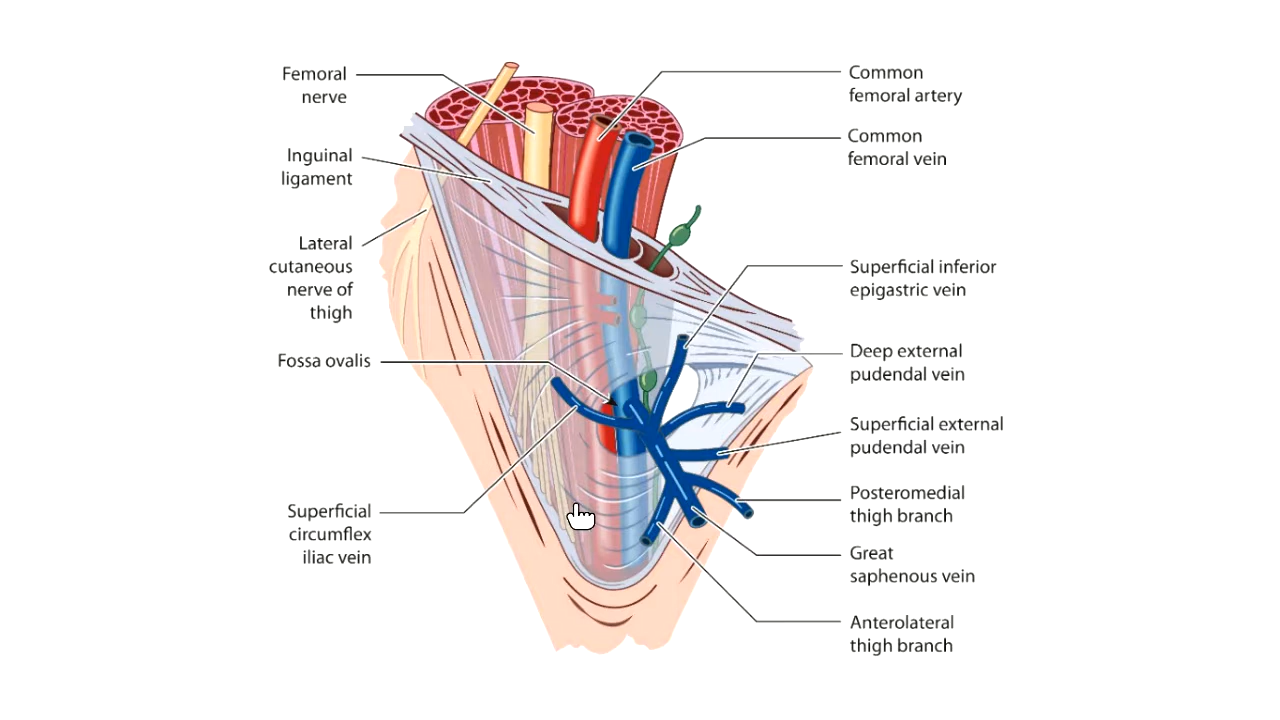 Femoral
nerve
Inguinal
ligament
Lateral
cutaneous
nerve of
thigh
Fossa ovalis
Superficial
circumflex
iliac vein
Common
femoral artery
Common
femoral vein
Superficial inferior
epigastric vein
Deep external
pudendal vein
Superficial external
pudendal vein
Posteromedial
thigh branch
Great
saphenous vein
Anterolateral
thigh branch